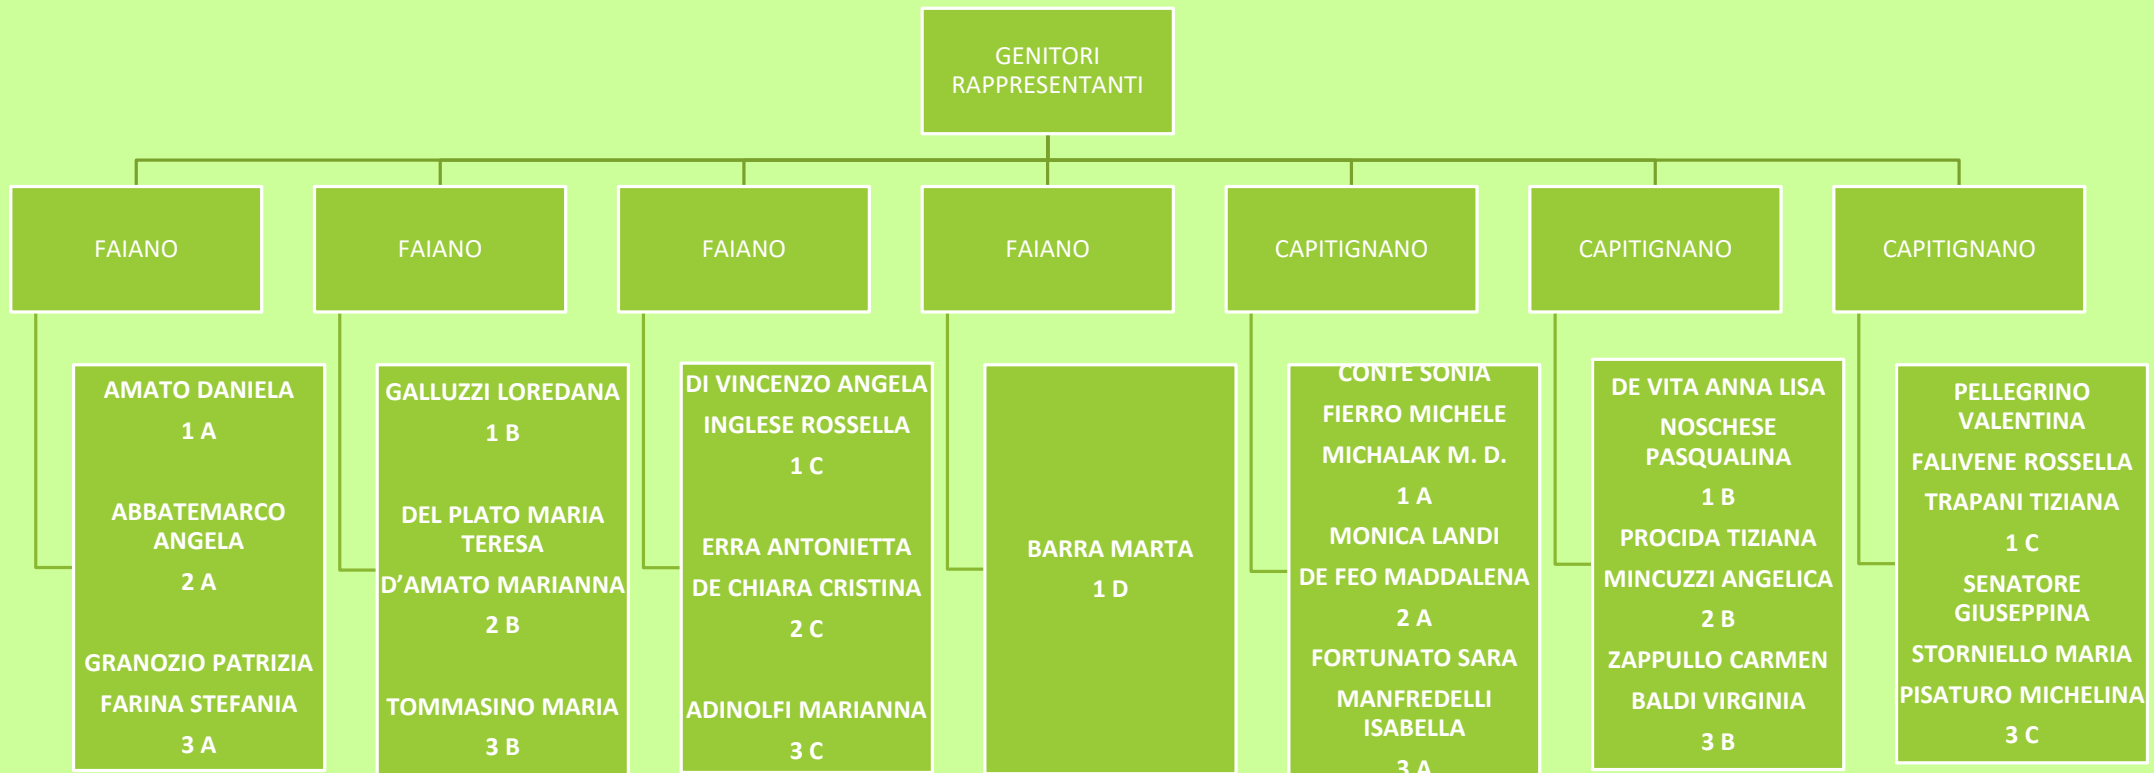 GENITORI
RAPPRESENTANTI
FAIANO
FAIANO
FAIANO
FAIANO
CAPITIGNANO
CAPITIGNANO
CAPITIGNANO
AMATO DANIELA
1 A
ABBATEMARCO
ANGELA
2 A
GRANOZIO PATRIZIA
FARINA STEFANIA
3 A
GALLUZZI LOREDANA
1 B
DEL PLATO MARIA
TERESA
D’AMATO MARIANNA
2 B
TOMMASINO MARIA
3 B
DI VINCENZO ANGELA
INGLESE ROSSELLA
1 C
ERRA ANTONIETTA
DE CHIARA CRISTINA
2 C
ADINOLFI MARIANNA
3 C
BARRA MARTA
1 D
CONTE SONIA
FIERRO MICHELE
MICHALAK M. D.
1 A
MONICA LANDI
DE FEO MADDALENA
2 A
FORTUNATO SARA
MANFREDELLI
ISABELLA
3 A
DE VITA ANNA LISA
NOSCHESE
PASQUALINA
1 B
PROCIDA TIZIANA
MINCUZZI ANGELICA
2 B
ZAPPULLO CARMEN
BALDI VIRGINIA
3 B
PELLEGRINO
VALENTINA
FALIVENE ROSSELLA
TRAPANI TIZIANA
1 C
SENATORE
GIUSEPPINA
STORNIELLO MARIA
PISATURO MICHELINA
3 C